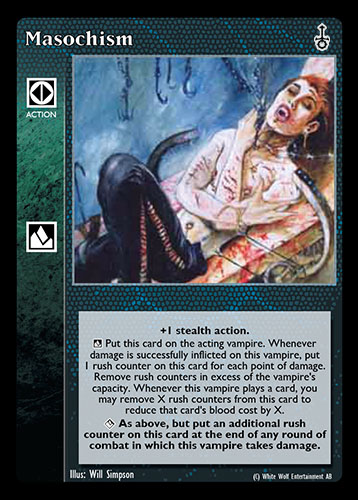 Masochism
ACTION
+1 stealth action.
Put this card on the acting vampire. Whenever
damage is successfully inflicted on this vampire, put
1 rush counter on this card for each point of damage.
Remove rush counters in excess of the vampire's
capacity. Whenever this vampire plays a card, you
may remove X rush counters from this card to
reduce that card's blood cost by X.
As above, but put an additional rush
counter on this card at the end of any round of
combat in which this vampire takes damage.
Illus: Will Simpson
(C) White Wolf Entertainment AB